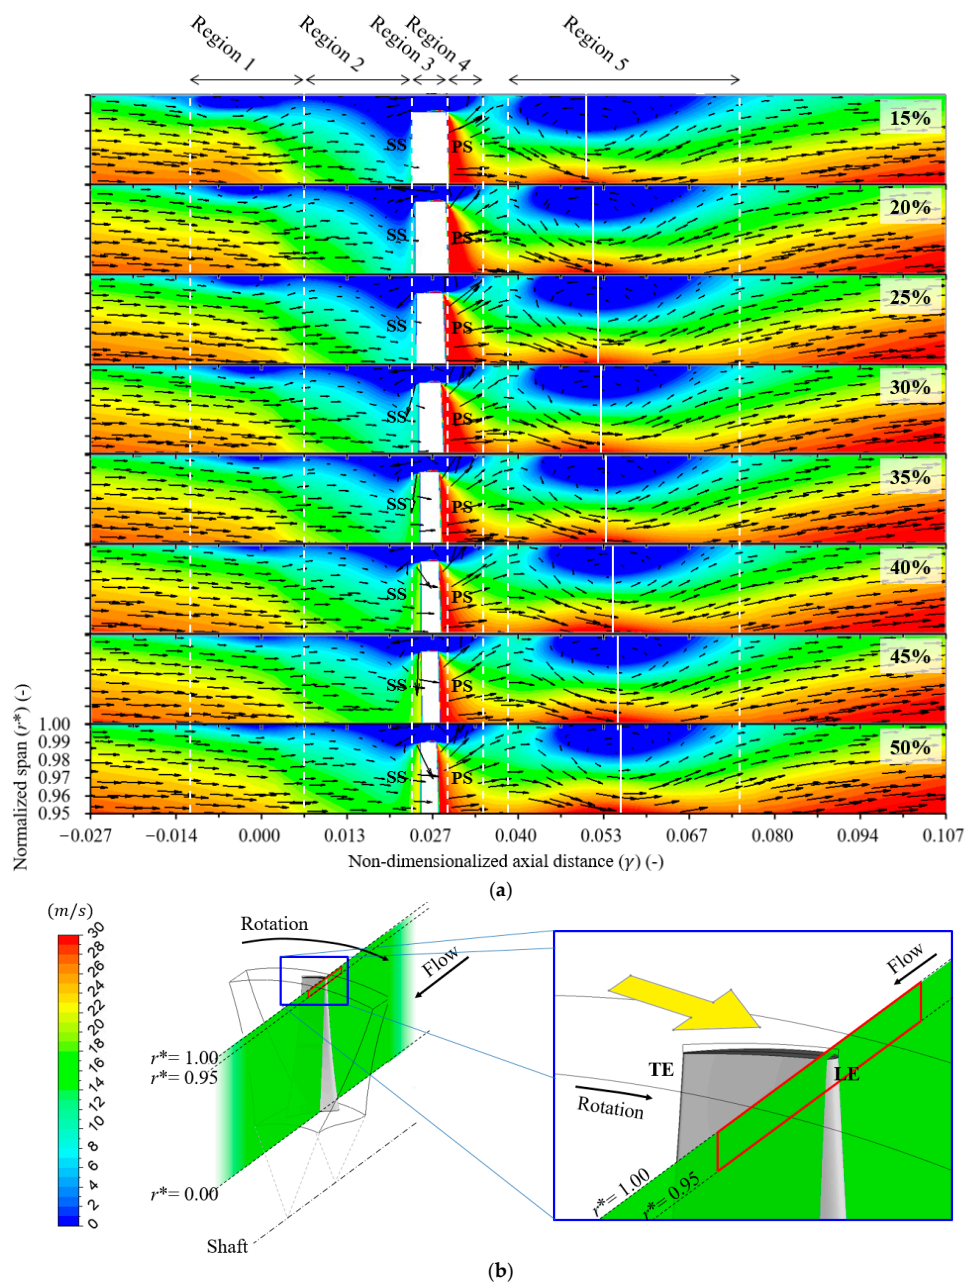 Region 1
Region 2
Region 3
Region 4
Region 5
15%
SS
PS
20%
SS
PS
25%
SS
PS
30%
SS
PS
35%
SS
PS
40%
SS
PS
45%
SS
PS
50%
SS
PS
Normalized span (r*) (-)
1.00
0.99
0.98
0.97
0.96
0.95
−0.027 −0.014 0.000 0.013 0.027 0.040 0.053 0.067 0.080 0.094 0.107
Non-dimensionalized axial distance (γ) (-)
(a)
(m/s)
30
28
26
24
22
20
18
16
14
12
10
8
6
4
2
0
Rotation
Flow
r*= 1.00
r*= 0.95
r*= 0.00
Shaft
Flow
TE
LE
Rotation
r*= 1.00
r*= 0.95
(b)